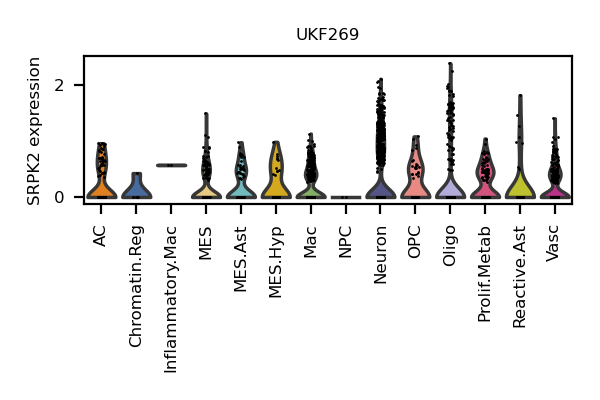 UKF269
SRPK2 expression
2
0
AC
Chromatin.Reg
Inflammatory.Mac
MES
MES.Ast
MES.Hyp
Mac
NPC
Neuron
OPC
Oligo
Prolif.Metab
Reactive.Ast
Vasc